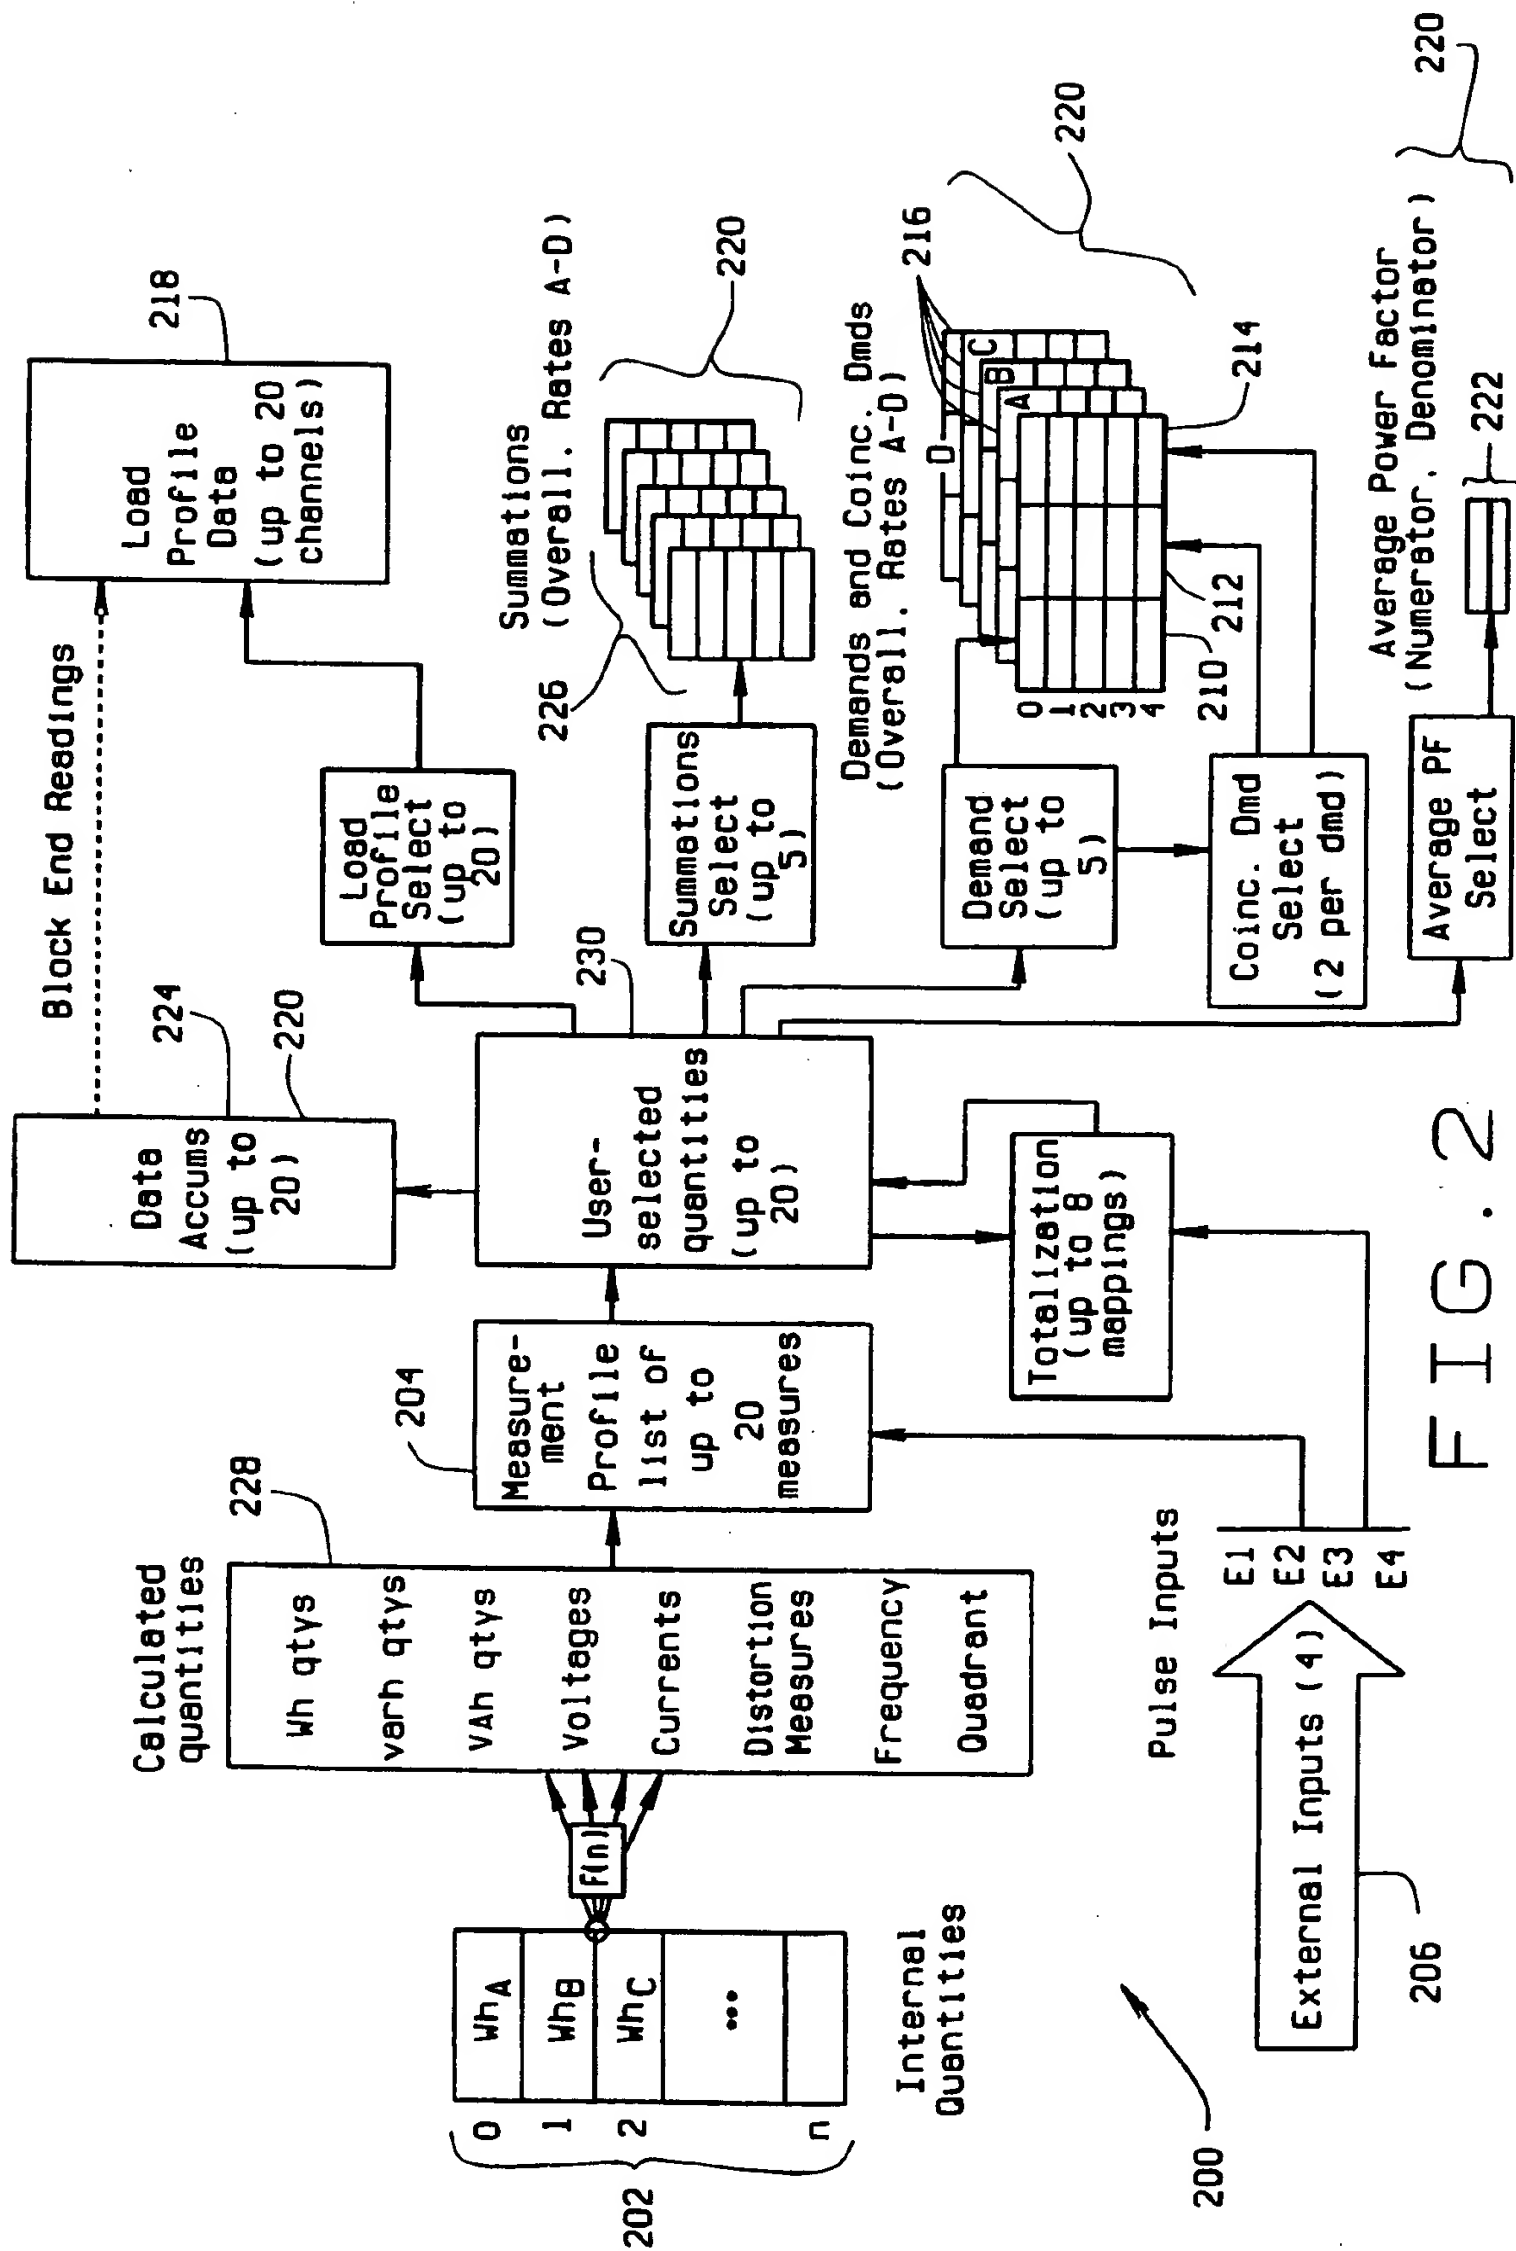 Block End Readings
224
220
Data
Accums
(up to
20)
218
Load
Profile
Data
(up to 20
channels)
Load
Profile
Select
(up to
20)
Calculated
quantities
228
Wh qtys
varh qtys
VAh qtys
Voltages
Currents
Distortion
Measures
Frequency
Quadrant
202
0
1
2
n
WhA
WhB
WhC
...
Internal
Quantities
F(n)
204
Measure-
ment
Profile
list of
up to
20
measures
230
User-
selected
quantities
(up to
20)
Totalization
(up to 8
mappings)
Summations
Select
(up to
5)
226
Summations
(Overall, Rates A-D)
220
Demands and Coinc. Dmds
(Overall, Rates A-D)
216
220
Demand
Select
(up to
5)
D
C
B
A
0
1
2
3
4
210
212
214
Coinc. Dmd
Select
(2 per dmd)
Average Power Factor
(Numerator, Denominator)
220
Average PF
Select
222
Pulse Inputs
E1
E2
E3
E4
External Inputs (4)
206
200
FIG. 2